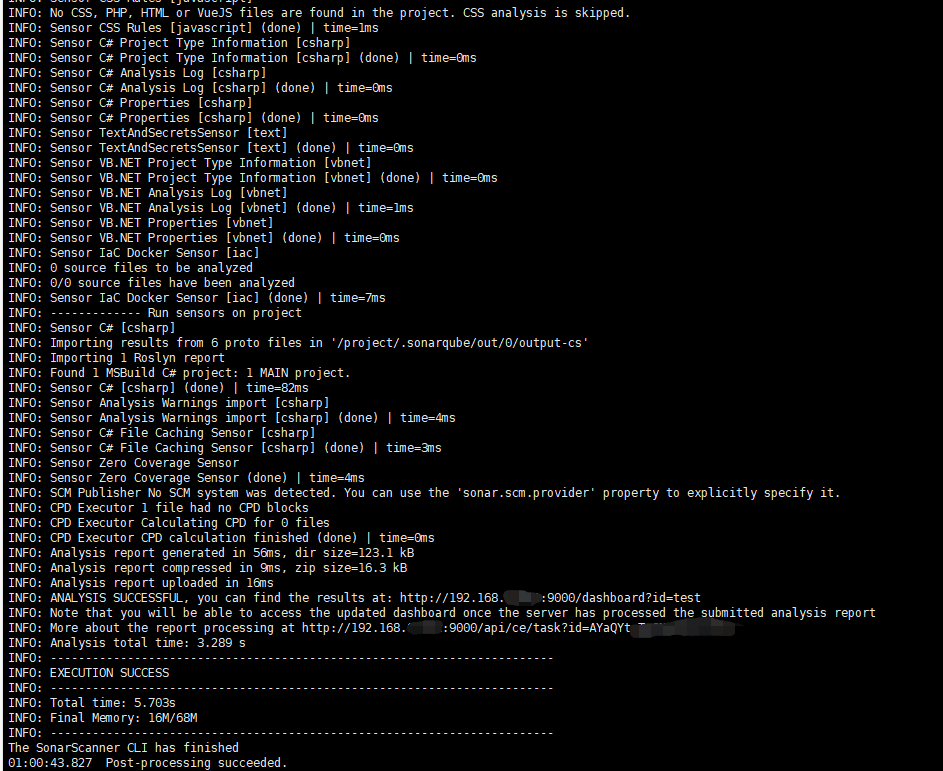 INFO: Sensor CSS Rules [javascript]
INFO: No CSS, PHP, HTML or VueJS files are found in the project. CSS analysis is skipped.
INFO: Sensor CSS Rules [javascript] (done) | time=1ms
INFO: Sensor C# Project Type Information [csharp]
INFO: Sensor C# Project Type Information [csharp] (done) | time=0ms
INFO: Sensor C# Analysis Log [csharp]
INFO: Sensor C# Analysis Log [csharp] (done) | time=0ms
INFO: Sensor C# Properties [csharp]
INFO: Sensor C# Properties [csharp] (done) | time=0ms
INFO: Sensor TextAndSecretsSensor [text]
INFO: Sensor TextAndSecretsSensor [text] (done) | time=0ms
INFO: Sensor VB.NET Project Type Information [vbnet]
INFO: Sensor VB.NET Project Type Information [vbnet] (done) | time=0ms
INFO: Sensor VB.NET Analysis Log [vbnet]
INFO: Sensor VB.NET Analysis Log [vbnet] (done) | time=1ms
INFO: Sensor VB.NET Properties [vbnet]
INFO: Sensor VB.NET Properties [vbnet] (done) | time=0ms
INFO: Sensor IaC Docker Sensor [iac]
INFO: 0 source files to be analyzed
INFO: 0/0 source files have been analyzed
INFO: Sensor IaC Docker Sensor [iac] (done) | time=7ms
INFO: ------------- Run sensors on project
INFO: Sensor C# [csharp]
INFO: Importing results from 6 proto files in '/project/.sonarqube/out/0/output-cs'
INFO: Importing 1 Roslyn report
INFO: Found 1 MSBuild C# project: 1 MAIN project.
INFO: Sensor C# [csharp] (done) | time=82ms
INFO: Sensor Analysis Warnings import [csharp]
INFO: Sensor Analysis Warnings import [csharp] (done) | time=4ms
INFO: Sensor C# File Caching Sensor [csharp]
INFO: Sensor C# File Caching Sensor [csharp] (done) | time=3ms
INFO: Sensor Zero Coverage Sensor
INFO: Sensor Zero Coverage Sensor (done) | time=4ms
INFO: SCM Publisher No SCM system was detected. You can use the 'sonar.scm.provider' property to explicitly specify it.
INFO: CPD Executor 1 file had no CPD blocks
INFO: CPD Executor Calculating CPD for 0 files
INFO: CPD Executor CPD calculation finished (done) | time=0ms
INFO: Analysis report generated in 56ms, dir size=123.1 kB
INFO: Analysis report compressed in 9ms, zip size=16.3 kB
INFO: Analysis report uploaded in 16ms
INFO: ANALYSIS SUCCESSFUL, you can find the results at: http://192.168. :9000/dashboard?id=test
INFO: Note that you will be able to access the updated dashboard once the server has processed the submitted analysis report
INFO: More about the report processing at http://192.168. :9000/api/ce/task?id=AYaQYt
INFO: Analysis total time: 3.289 s
INFO: ------------------------------------------------------------------------
INFO: EXECUTION SUCCESS
INFO: ------------------------------------------------------------------------
INFO: Total time: 5.703s
INFO: Final Memory: 16M/68M
INFO: ------------------------------------------------------------------------
The SonarScanner CLI has finished
01:00:43.827  Post-processing succeeded.